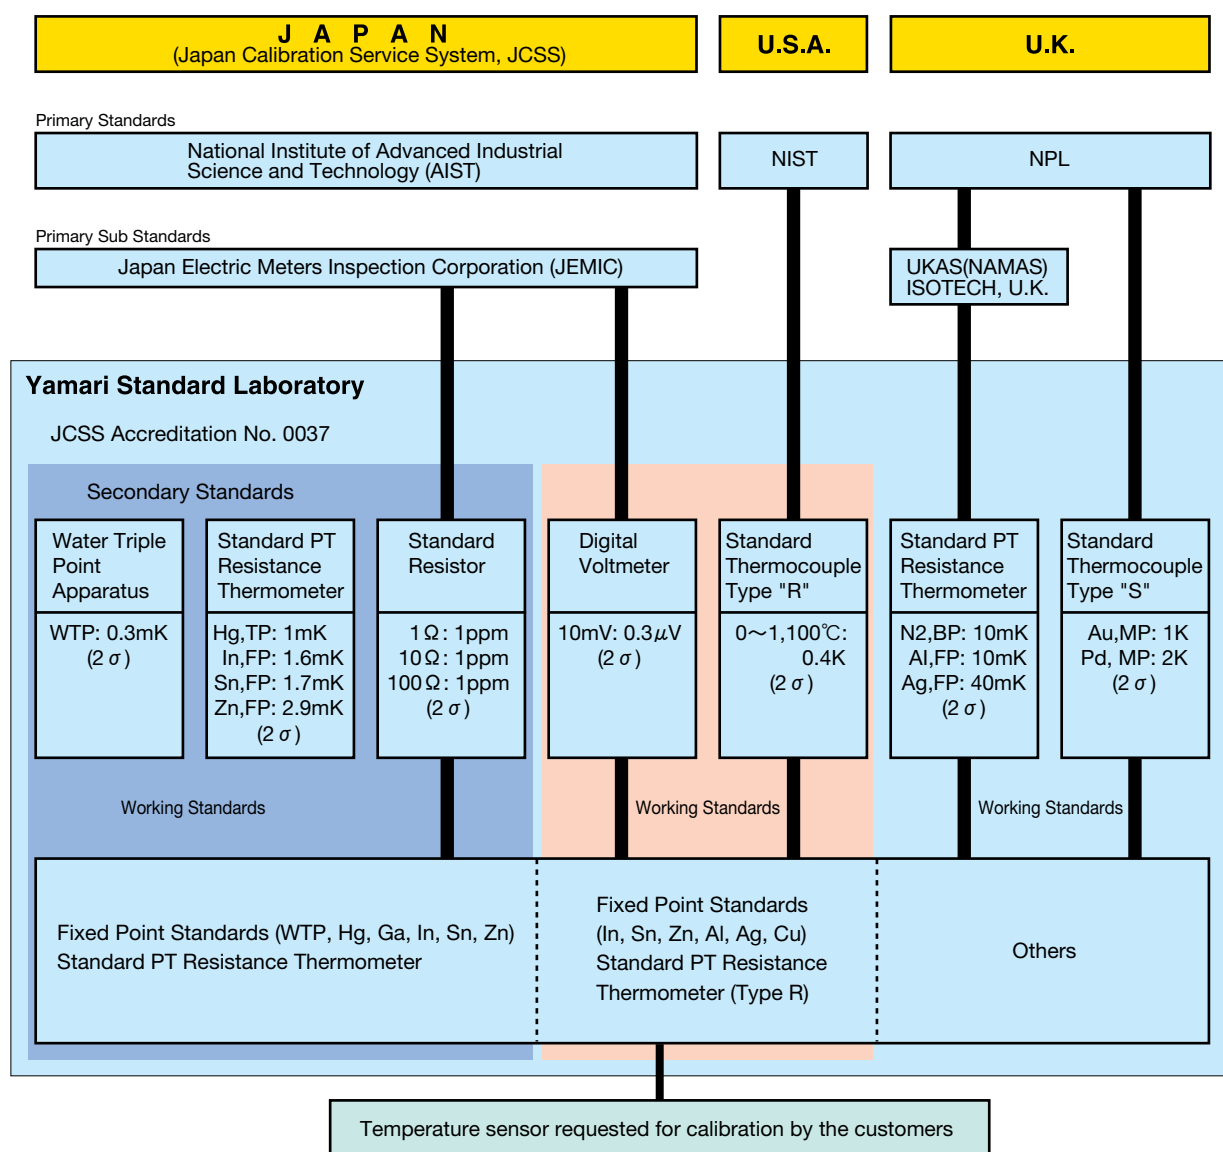 J A P A N
(Japan Calibration Service System, JCSS)
U.S.A.
U.K.
Primary Standards
National Institute of Advanced Industrial
Science and Technology (AIST)
NIST
NPL
Primary Sub Standards
Japan Electric Meters Inspection Corporation (JEMIC)
UKAS(NAMAS)
ISOTECH, U.K.
Yamari Standard Laboratory
JCSS Accreditation No. 0037
Secondary Standards
Water Triple
Point
Apparatus
WTP: 0.3mK
(2 σ)
Standard PT
Resistance
Thermometer
Hg,TP: 1mK
In,FP: 1.6mK
Sn,FP: 1.7mK
Zn,FP: 2.9mK
(2 σ)
Standard
Resistor
1Ω: 1ppm
10Ω: 1ppm
100Ω: 1ppm
(2 σ)
Digital
Voltmeter
10mV: 0.3μV
(2 σ)
Standard
Thermocouple
Type "R"
0～1,100℃:
0.4K
(2 σ)
Standard PT
Resistance
Thermometer
N2,BP: 10mK
Al,FP: 10mK
Ag,FP: 40mK
(2 σ)
Standard
Thermocouple
Type "S"
Au,MP: 1K
Pd, MP: 2K
(2 σ)
Working Standards
Working Standards
Working Standards
Fixed Point Standards (WTP, Hg, Ga, In, Sn, Zn)
Standard PT Resistance Thermometer
Fixed Point Standards
(In, Sn, Zn, Al, Ag, Cu)
Standard PT Resistance
Thermometer (Type R)
Others
Temperature sensor requested for calibration by the customers